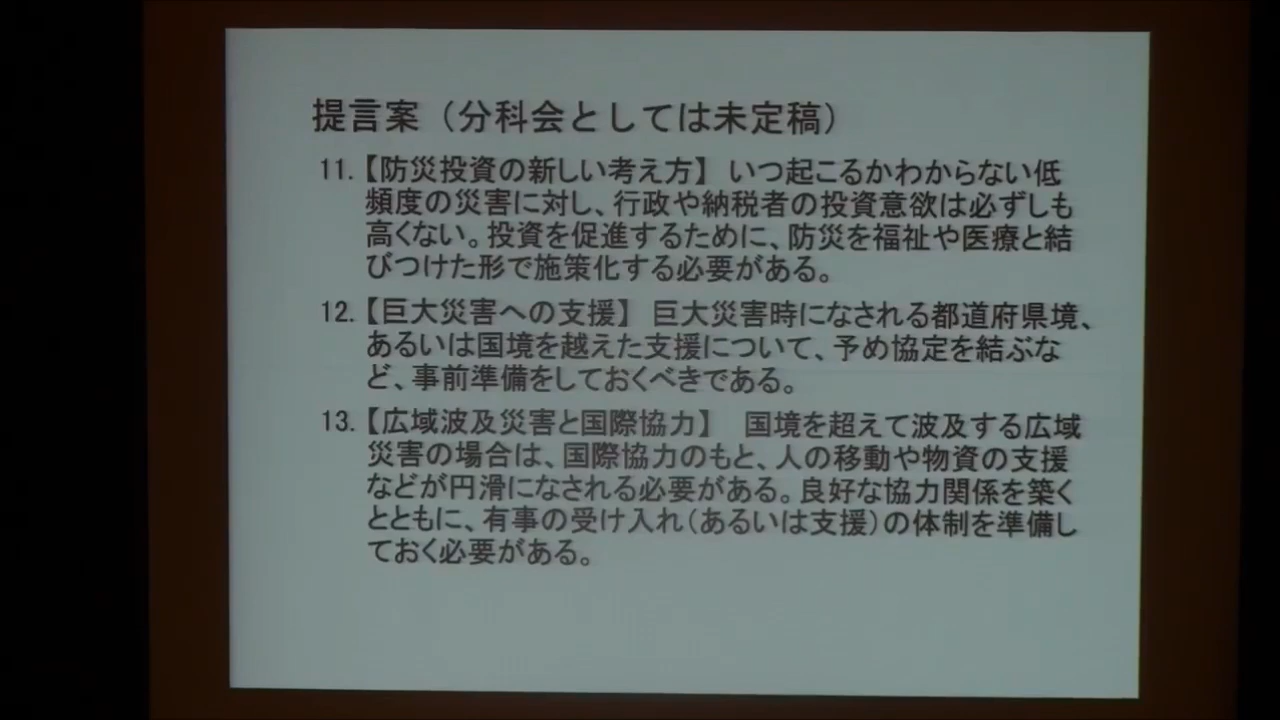 提言案（分科会としては未定稿）
11.【防災投資の新しい考え方】 いつ起こるかわからない低
頻度の災害に対し、行政や納税者の投資意欲は必ずしも
高くない。投資を促進するために、防災を福祉や医療と結
びつけた形で施策化する必要がある。
12.【巨大災害への支援】 巨大災害時になされる都道府県境、
あるいは国境を越えた支援について、予め協定を結ぶな
ど、事前準備をしておくべきである。
13.【広域波及災害と国際協力】 国境を超えて波及する広域
災害の場合は、国際協力のもと、人の移動や物資の支援
などが円滑になされる必要がある。良好な協力関係を築く
とともに、有事の受け入れ（あるいは支援）の体制を準備し
ておく必要がある。